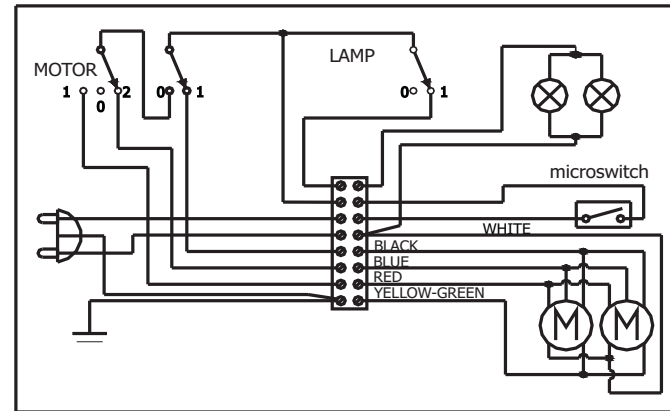 LAMP
MOTOR
1 0 2 0 1
0 1
microswitch
WHITE
BLACK
BLUE
RED
YELLOW-GREEN
M M